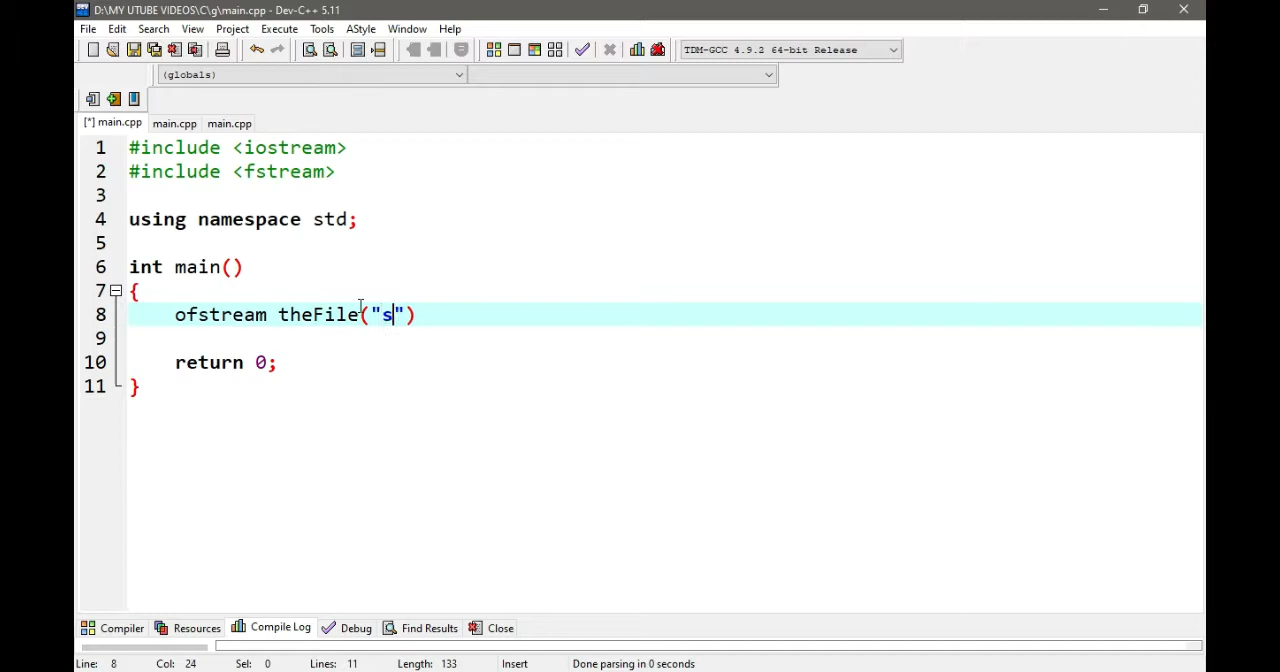 D:\MY UTUBE VIDEOS\C\g\main.cpp - Dev-C++ 5.11
File Edit Search View Project Execute Tools AStyle Window Help
TDM-GCC 4.9.2 64-bit Release
(globals)
[*] main.cpp main.cpp main.cpp
1 #include <iostream>
2 #include <fstream>
3
4 using namespace std;
5
6 int main()
7 {
8 ofstream theFile("s")
9
10 return 0;
11 }
Compiler Resources Compile Log Debug Find Results Close
Line: 8 Col: 24 Sel: 0 Lines: 11 Length: 133 Insert Done parsing in 0 seconds